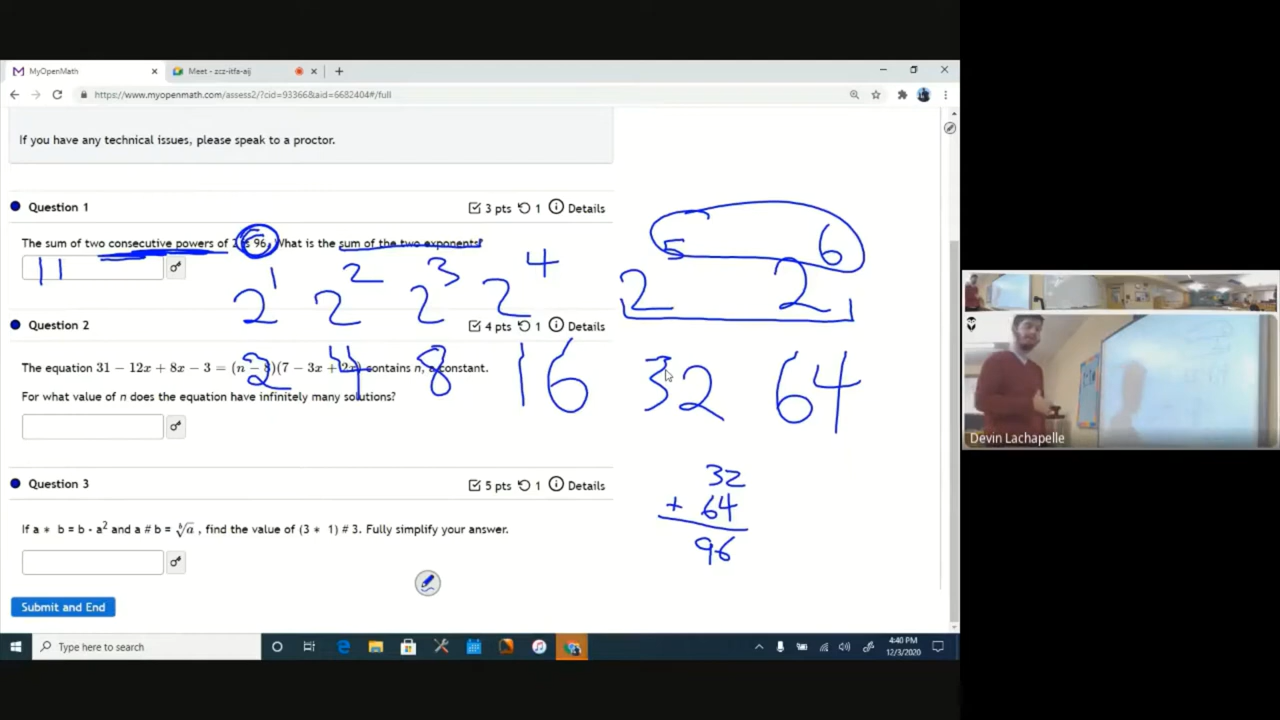 MyOpenMath
Meet - zcz-itfa-aij
https://www.myopenmath.com/assess2/?cid=93366&aid=6682404#/full
If you have any technical issues, please speak to a proctor.
Question 1
3 pts 1 Details
The sum of two consecutive powers of 2 is 96, What is the sum of the two exponents?
11
5 6
2¹ 2² 2³ 2⁴ 2 2
Question 2
4 pts 1 Details
The equation 31 − 12x + 8x − 3 = (n − 8)(7 − 3x + 2x) contains n, a constant.
2 4 8 16 32 64
For what value of n does the equation have infinitely many solutions?
Devin Lachapelle
32
+ 64
96
Question 3
5 pts 1 Details
If a * b = b - a² and a # b = ᵇ√a , find the value of (3 * 1) # 3. Fully simplify your answer.
Submit and End
Type here to search
4:40 PM
12/3/2020